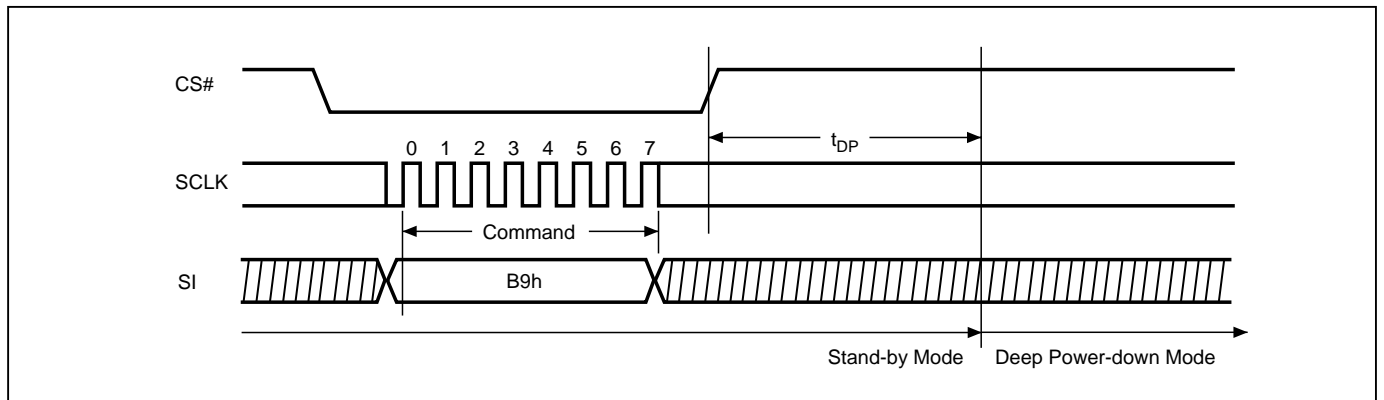 CS#
tDP
0 1 2 3 4 5 6 7
SCLK
Command
SI
B9h
Stand-by Mode Deep Power-down Mode